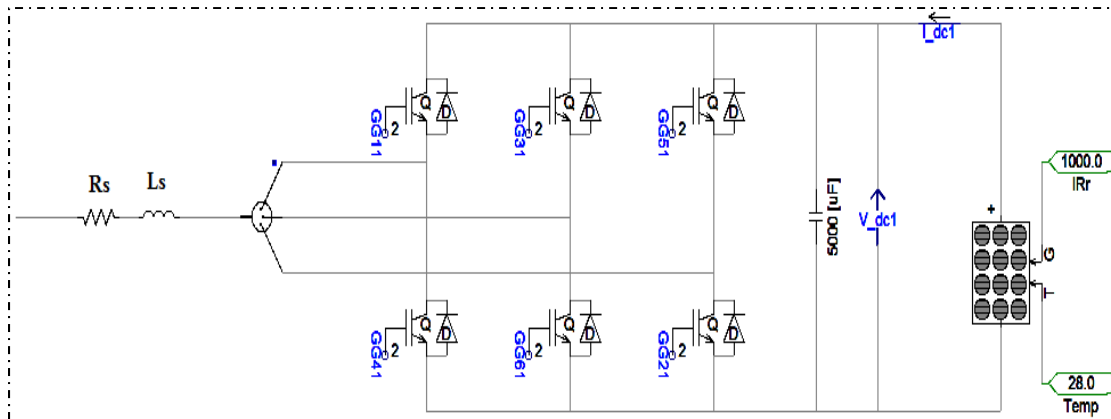 I_dc1
GG11
2
Q
D
GG31
2
Q
D
GG51
2
Q
D
Rs
Ls
5000 [uF]
V_dc1
1000.0
IRr
+
G
T
GG41
2
Q
D
GG61
2
Q
D
GG21
2
Q
D
28.0
Temp